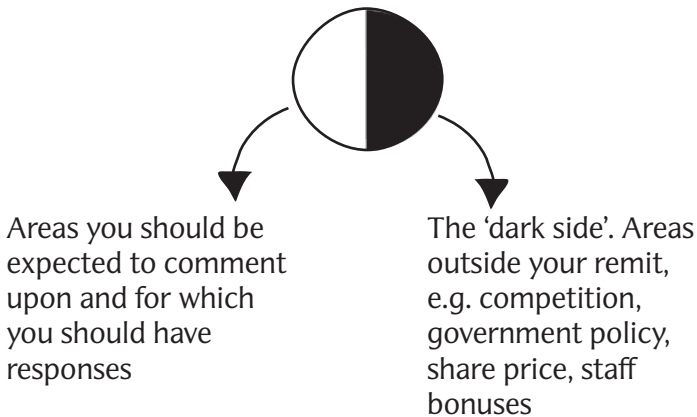 Areas you should be
expected to comment
upon and for which
you should have
responses
The ‘dark side’. Areas
outside your remit,
e.g. competition,
government policy,
share price, staff
bonuses